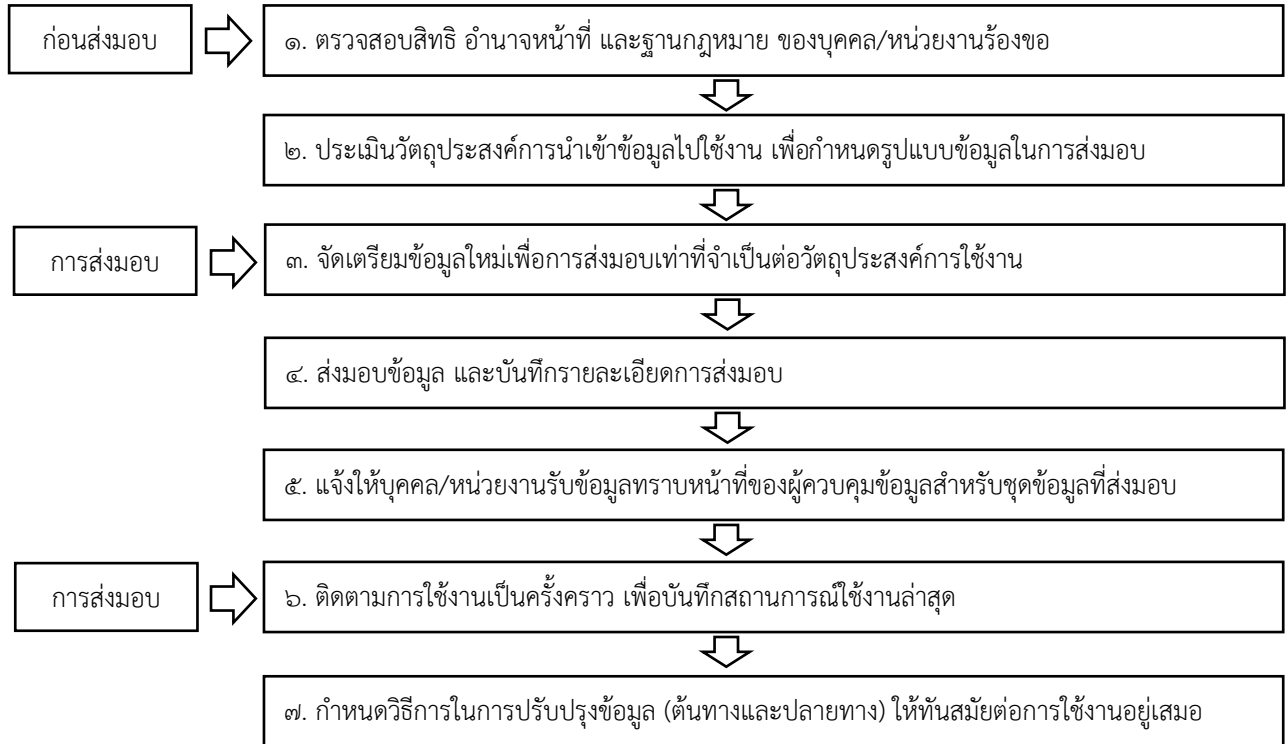 ก่อนส่งมอบ
๑. ตรวจสอบสิทธิ อำนาจหน้าที่ และฐานกฎหมาย ของบุคคล/หน่วยงานร้องขอ
๒. ประเมินวัตถุประสงค์การนำเข้าข้อมูลไปใช้งาน เพื่อกำหนดรูปแบบข้อมูลในการส่งมอบ
การส่งมอบ
๓. จัดเตรียมข้อมูลใหม่เพื่อการส่งมอบเท่าที่จำเป็นต่อวัตถุประสงค์การใช้งาน
๔. ส่งมอบข้อมูล และบันทึกรายละเอียดการส่งมอบ
๕. แจ้งให้บุคคล/หน่วยงานรับข้อมูลทราบหน้าที่ของผู้ควบคุมข้อมูลสำหรับชุดข้อมูลที่ส่งมอบ
การส่งมอบ
๖. ติดตามการใช้งานเป็นครั้งคราว เพื่อบันทึกสถานการณ์ใช้งานล่าสุด
๗. กำหนดวิธีการในการปรับปรุงข้อมูล (ต้นทางและปลายทาง) ให้ทันสมัยต่อการใช้งานอยู่เสมอ